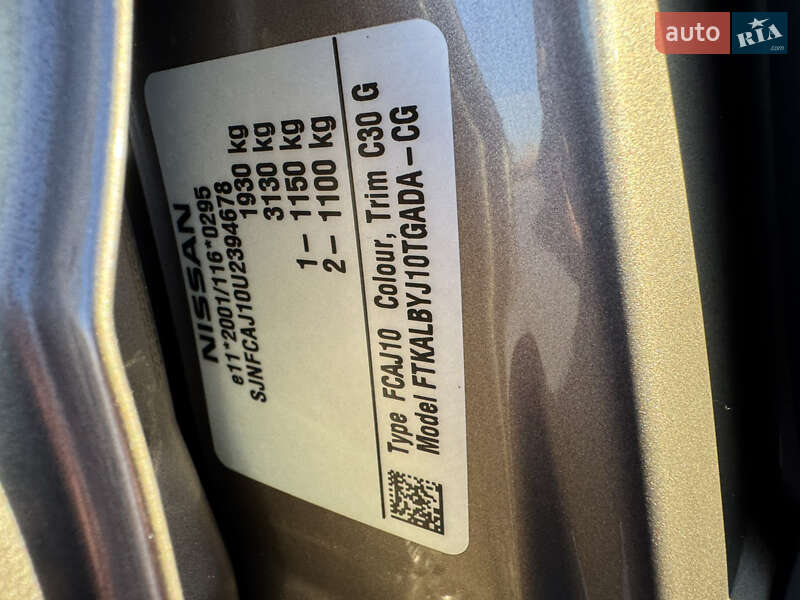 NISSAN
e11*2001/116*0295
SJNFCAJ10U2394678
1930 kg
3130 kg
1– 1150 kg
2– 1100 kg
Type FCAJ10 Colour, Trim C30 G
Model FTKALBYJ10TGADA–CG
auto RIA
.com